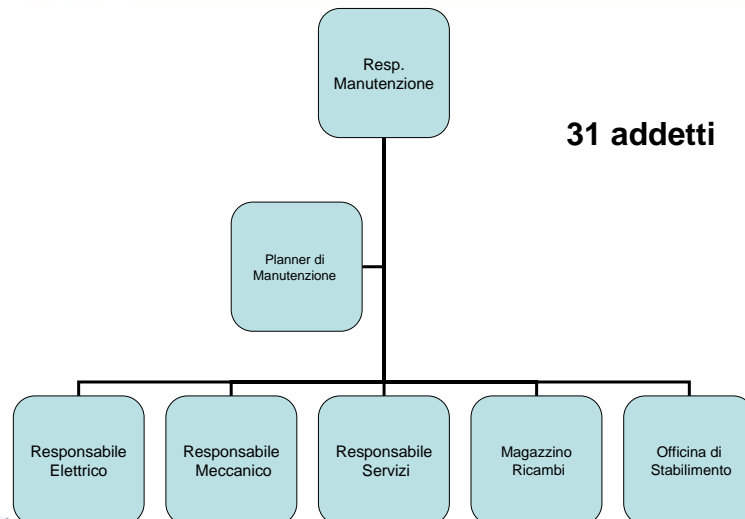 Resp.
Manutenzione
31 addetti
Planner di
Manutenzione
Responsabile
Elettrico
Responsabile
Meccanico
Responsabile
Servizi
Magazzino
Ricambi
Officina di
Stabilimento